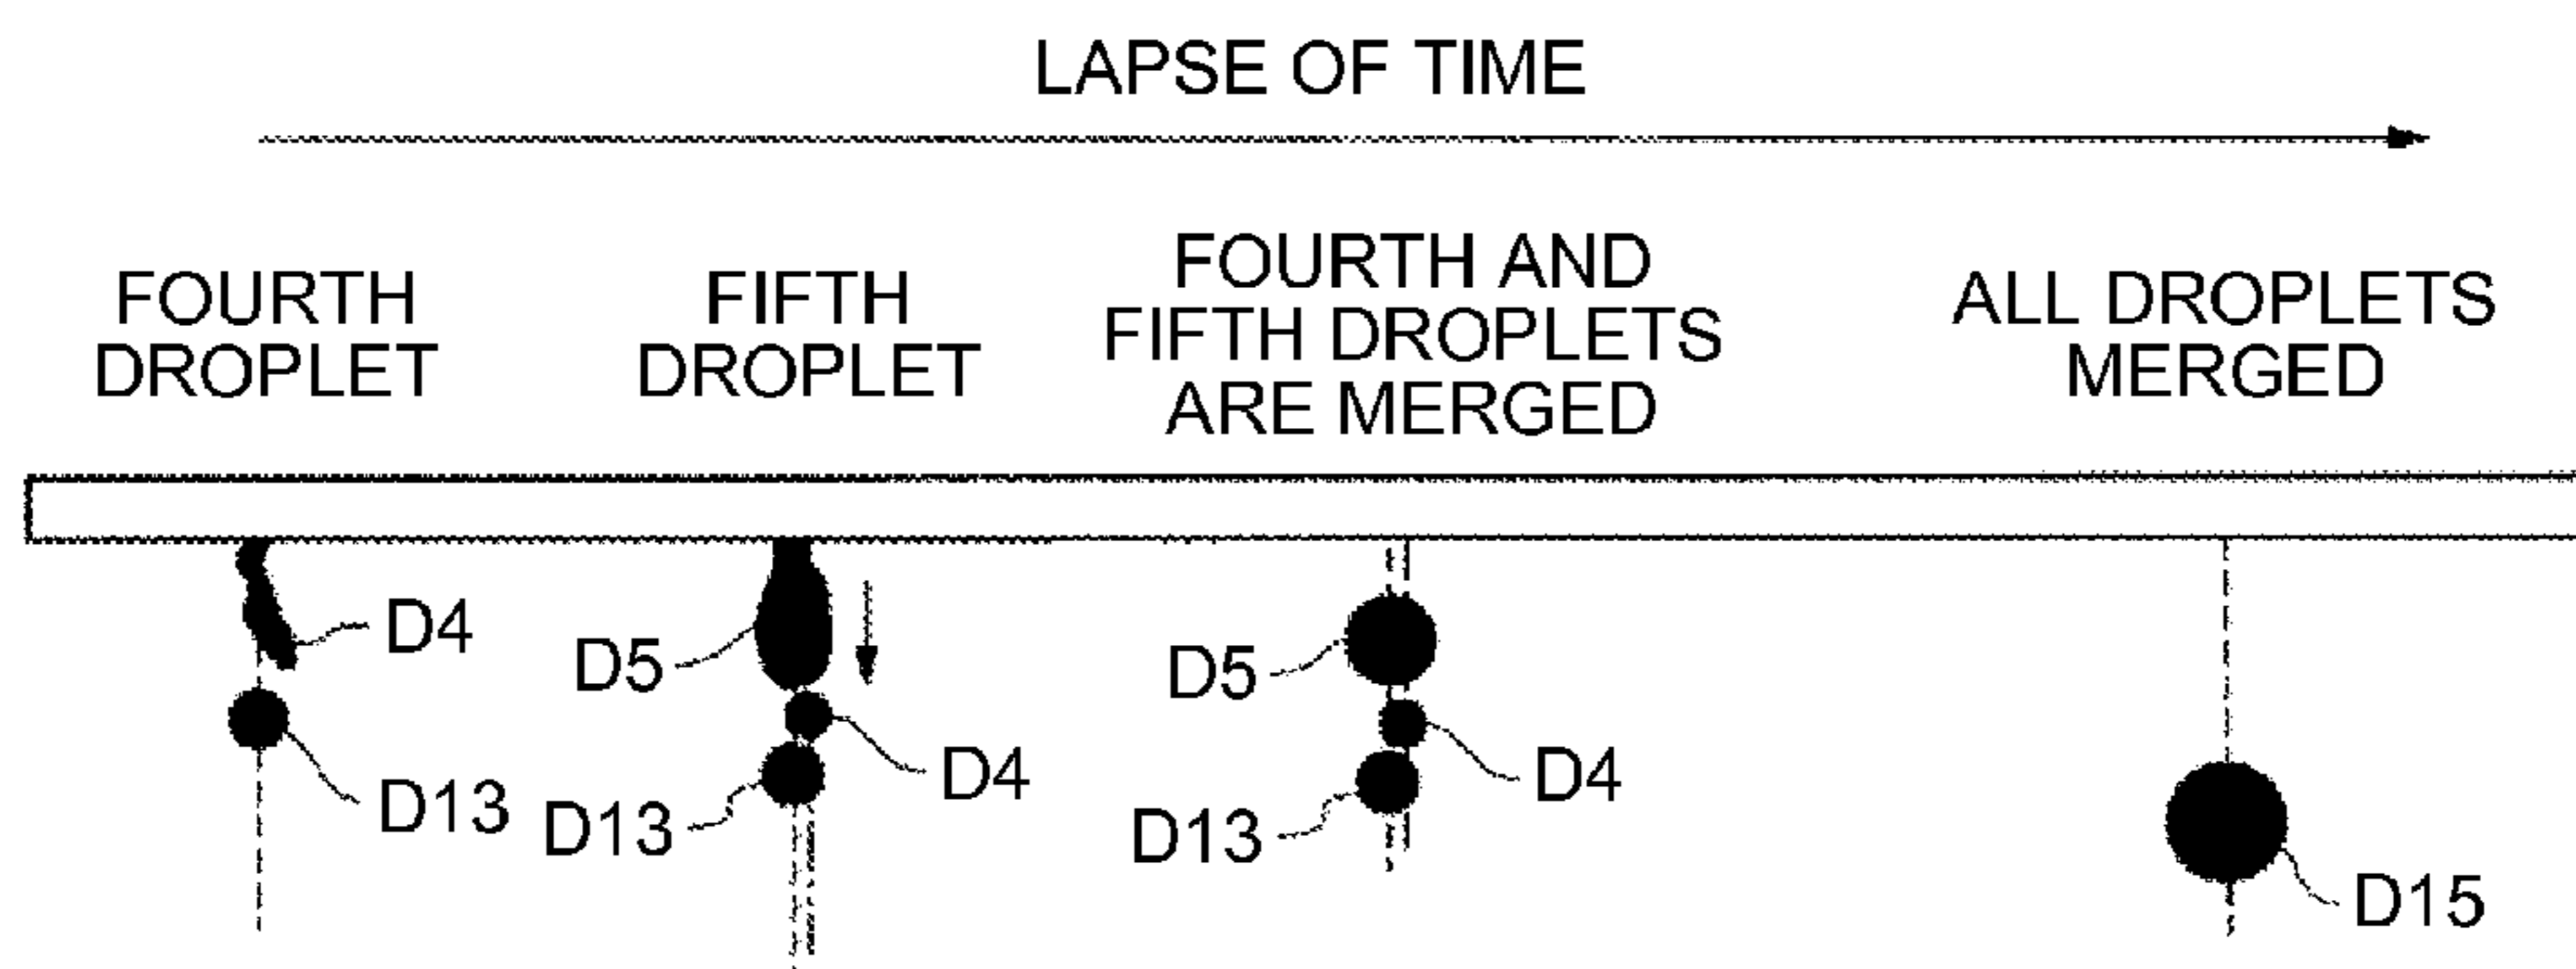 LAPSE OF TIME
FOURTH
DROPLET
FIFTH
DROPLET
FOURTH AND
FIFTH DROPLETS
ARE MERGED
ALL DROPLETS
MERGED
D4
D13
D5
D4
D13
D5
D4
D13
D15